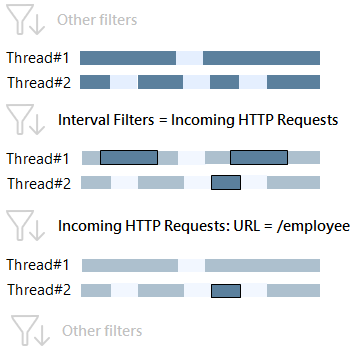 Other filters
Thread#1
Thread#2
Interval Filters = Incoming HTTP Requests
Thread#1
Thread#2
Incoming HTTP Requests: URL = /employee
Thread#1
Thread#2
Other filters